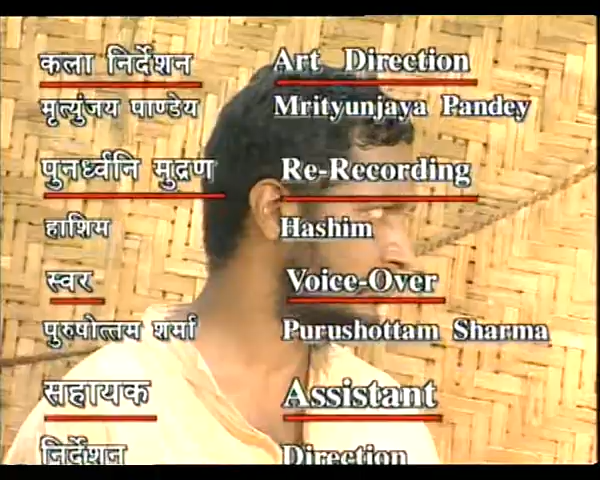 कला निर्देशन Art Direction
मृत्युंजय पाण्डेय Mrityunjaya Pandey
पुनर्ध्वनि मुद्रण Re-Recording
हाशिम Hashim
स्वर Voice-Over
पुरुषोत्तम शर्मा Purushottam Sharma
सहायक Assistant
निर्देशन Direction